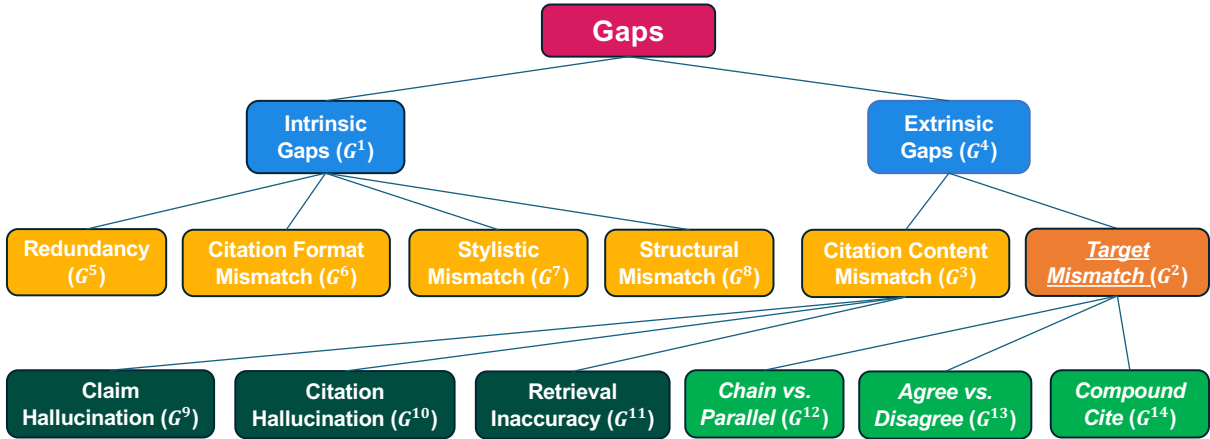 Gaps
Intrinsic
Gaps (G¹)
Extrinsic
Gaps (G⁴)
Redundancy
(G⁵)
Citation Format
Mismatch (G⁶)
Stylistic
Mismatch (G⁷)
Structural
Mismatch (G⁸)
Citation Content
Mismatch (G³)
Target
Mismatch (G²)
Claim
Hallucination (G⁹)
Citation
Hallucination (G¹⁰)
Retrieval
Inaccuracy (G¹¹)
Chain vs.
Parallel (G¹²)
Agree vs.
Disagree (G¹³)
Compound
Cite (G¹⁴)